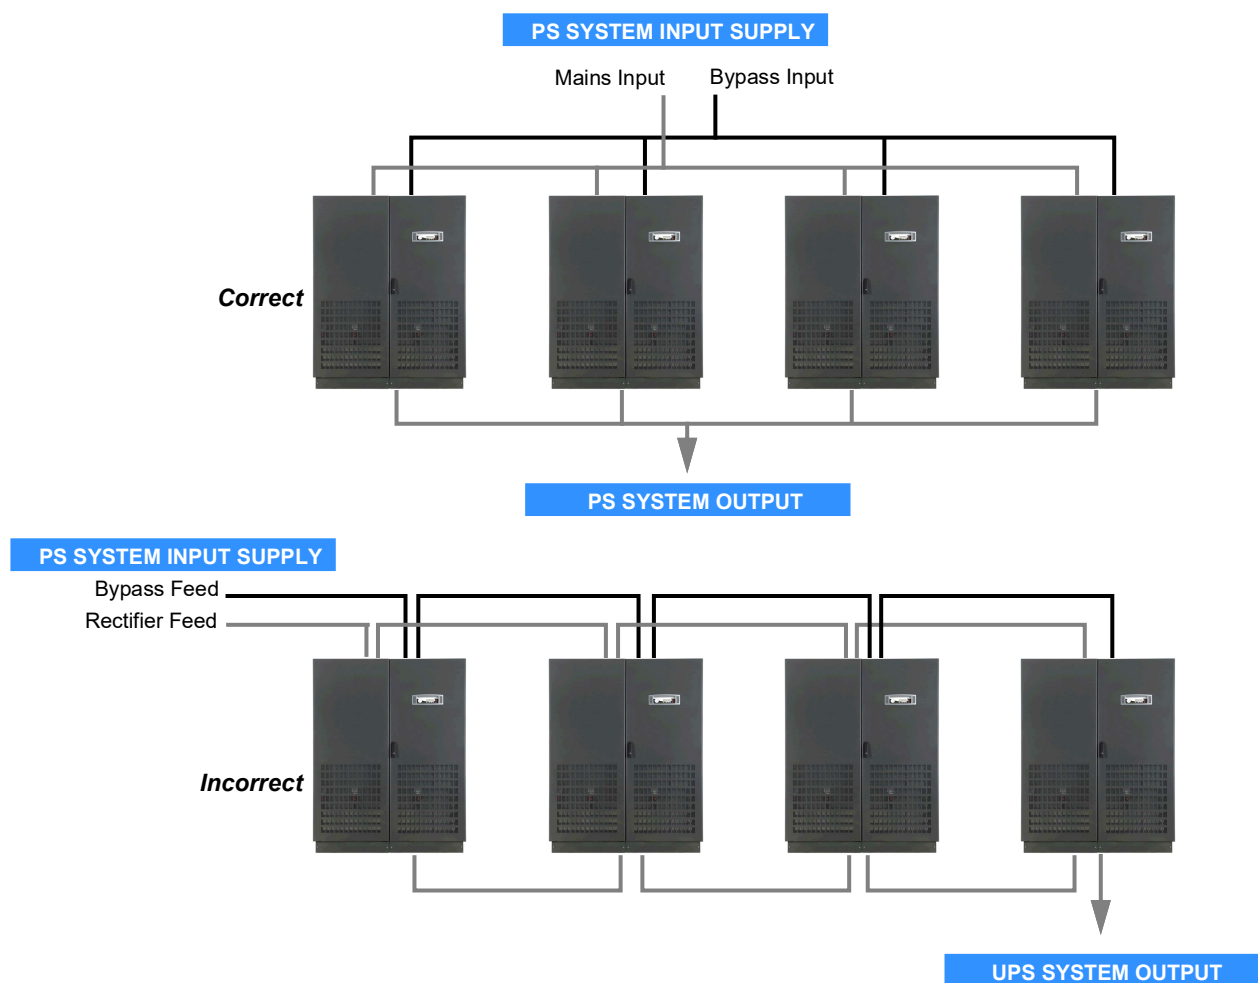 PS SYSTEM INPUT SUPPLY
Mains Input Bypass Input
Correct
PS SYSTEM OUTPUT
PS SYSTEM INPUT SUPPLY
Bypass Feed
Rectifier Feed
Incorrect
UPS SYSTEM OUTPUT